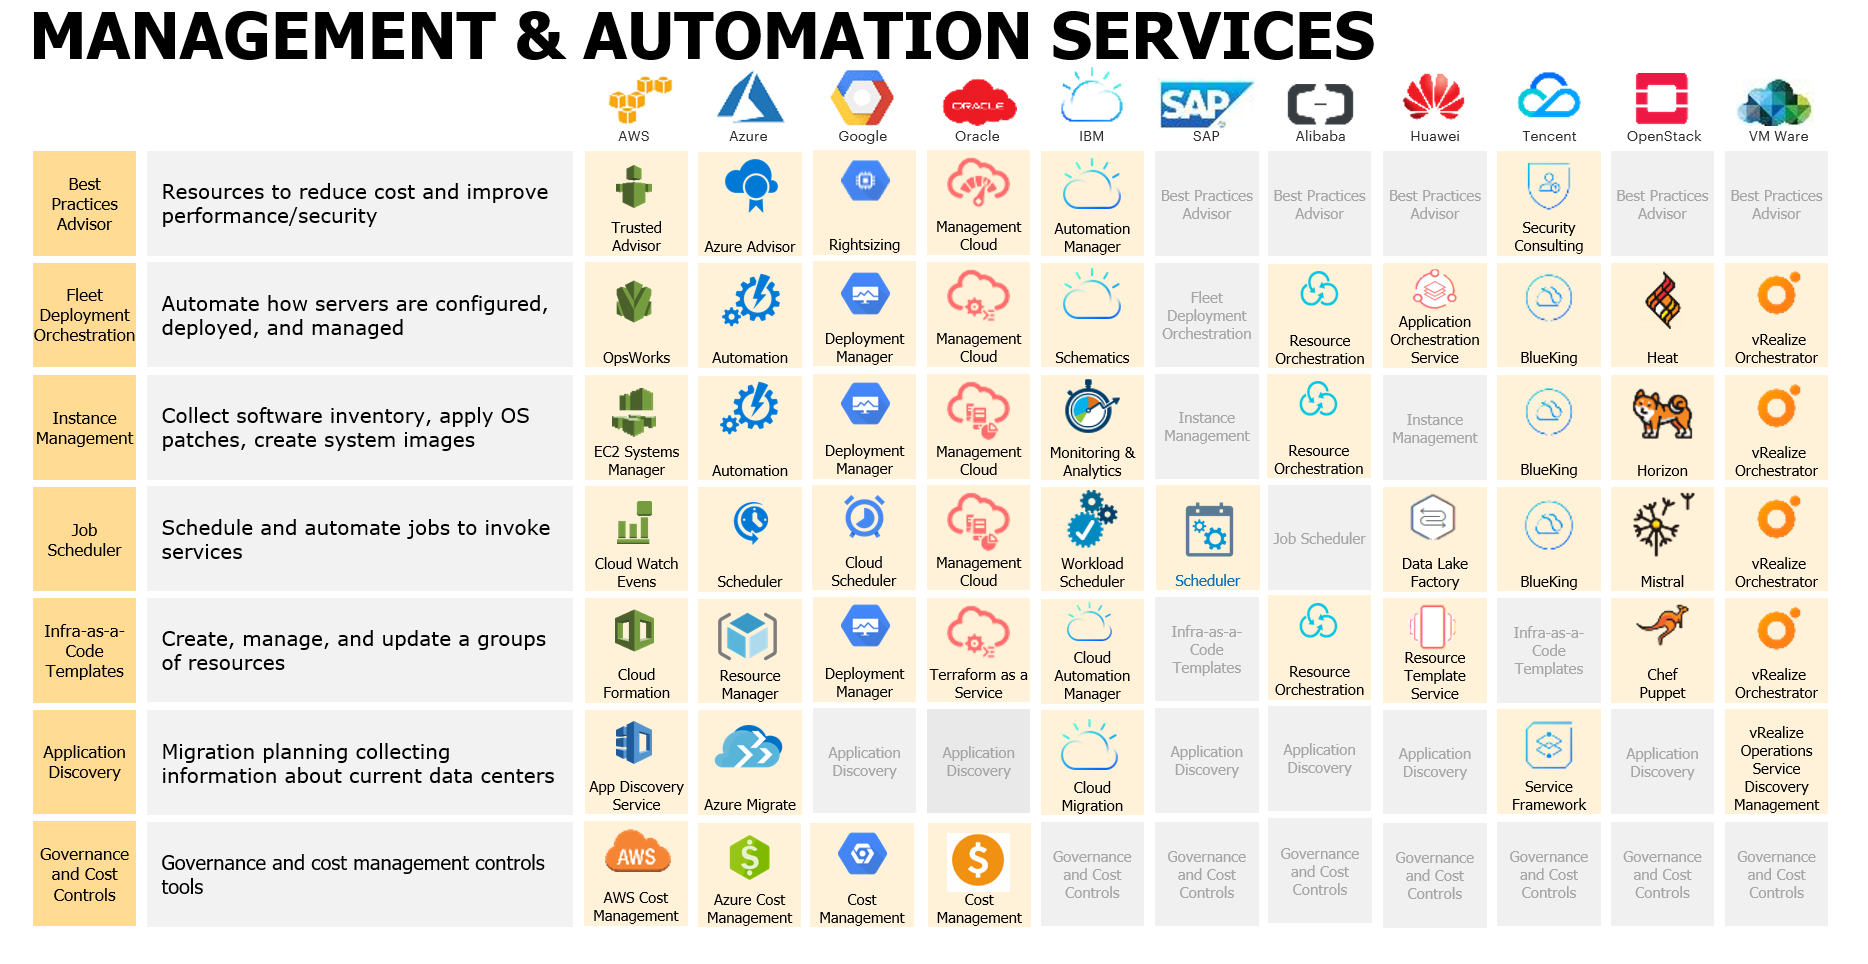 MANAGEMENT & AUTOMATION SERVICES
ORACLE
SAP
AWS
Azure
Google
Oracle
IBM
SAP
Alibaba
Huawei
Tencent
OpenStack
VM Ware
Best
Practices
Advisor
Resources to reduce cost and improve
performance/security
Trusted
Advisor
Azure Advisor
Rightsizing
Management
Cloud
Automation
Manager
Best Practices
Advisor
Best Practices
Advisor
Best Practices
Advisor
Security
Consulting
Best Practices
Advisor
Best Practices
Advisor
Fleet
Deployment
Orchestration
Automate how servers are configured,
deployed, and managed
OpsWorks
Automation
Deployment
Manager
Management
Cloud
Schematics
Fleet
Deployment
Orchestration
Resource
Orchestration
Application
Orchestration
Service
BlueKing
Heat
vRealize
Orchestrator
Instance
Management
Collect software inventory, apply OS
patches, create system images
EC2 Systems
Manager
Automation
Deployment
Manager
Management
Cloud
Monitoring &
Analytics
Instance
Management
Resource
Orchestration
Instance
Management
BlueKing
Horizon
vRealize
Orchestrator
Job
Scheduler
Schedule and automate jobs to invoke
services
Cloud Watch
Evens
Scheduler
Cloud
Scheduler
Management
Cloud
Workload
Scheduler
Scheduler
Job Scheduler
Data Lake
Factory
BlueKing
Mistral
vRealize
Orchestrator
Infra-as-a-
Code
Templates
Create, manage, and update a groups
of resources
Cloud
Formation
Resource
Manager
Deployment
Manager
Terraform as a
Service
Cloud
Automation
Manager
Infra-as-a-
Code
Templates
Resource
Orchestration
Resource
Template
Service
Infra-as-a-
Code
Templates
Chef
Puppet
vRealize
Orchestrator
Application
Discovery
Migration planning collecting
information about current data centers
App Discovery
Service
Azure Migrate
Application
Discovery
Application
Discovery
Cloud
Migration
Application
Discovery
Application
Discovery
Application
Discovery
Service
Framework
Application
Discovery
vRealize
Operations
Service
Discovery
Management
Governance
and Cost
Controls
Governance and cost management controls
tools
AWS
AWS Cost
Management
$
Azure Cost
Management
Cost
Management
$
Cost
Management
Governance
and Cost
Controls
Governance
and Cost
Controls
Governance
and Cost
Controls
Governance
and Cost
Controls
Governance
and Cost
Controls
Governance
and Cost
Controls
Governance
and Cost
Controls